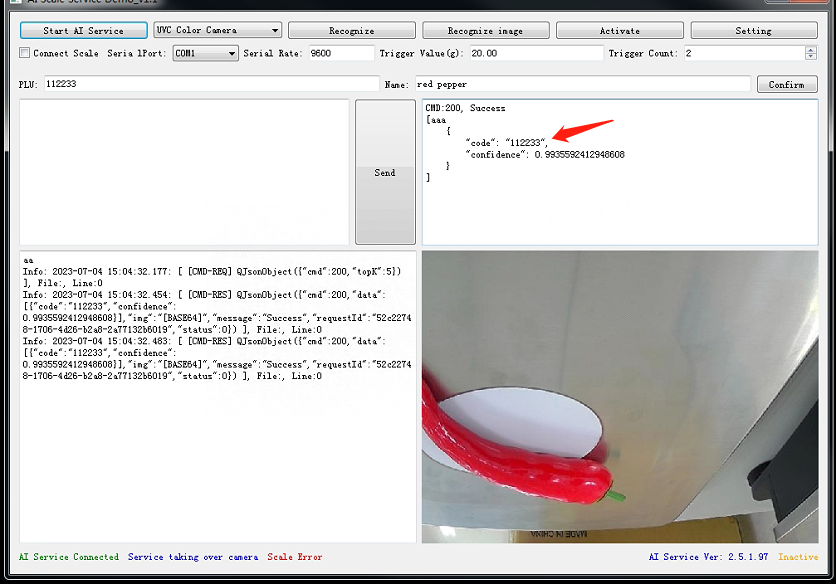 AI Scale Service Demo_V1.1
Start AI Service UVC Color Camera Recognize Recognize image Activate Setting
Connect Scale SerialPort: COM1 Serial Rate: 9600 Trigger Value(g): 20.00 Trigger Count: 2
PLU: 112233 Name: red pepper Confirm
Send
CMD:200, Success
[aaa
{
"code": "112233",
"confidence": 0.9935592412948608
}
]
aa
Info: 2023-07-04 15:04:32.177: [ [CMD-REQ] QJsonObject({"cmd":200,"topK":5})
], File:, Line:0
Info: 2023-07-04 15:04:32.454: [ [CMD-RES] QJsonObject({"cmd":200,"data":
[{"code":"112233","confidence":
0.9935592412948608}],"img":"[BASE64]","message":"Success","requestId":"52c2274
8-1706-4d26-b2a8-2a77132b6019","status":0}) ], File:, Line:0
Info: 2023-07-04 15:04:32.483: [ [CMD-RES] QJsonObject({"cmd":200,"data":
[{"code":"112233","confidence":
0.9935592412948608}],"img":"[BASE64]","message":"Success","requestId":"52c2274
8-1706-4d26-b2a8-2a77132b6019","status":0}) ], File:, Line:0
MADE IN CHINA
AI Service Connected Service taking over camera Scale Error AI Service Ver: 2.5.1.97 Inactive